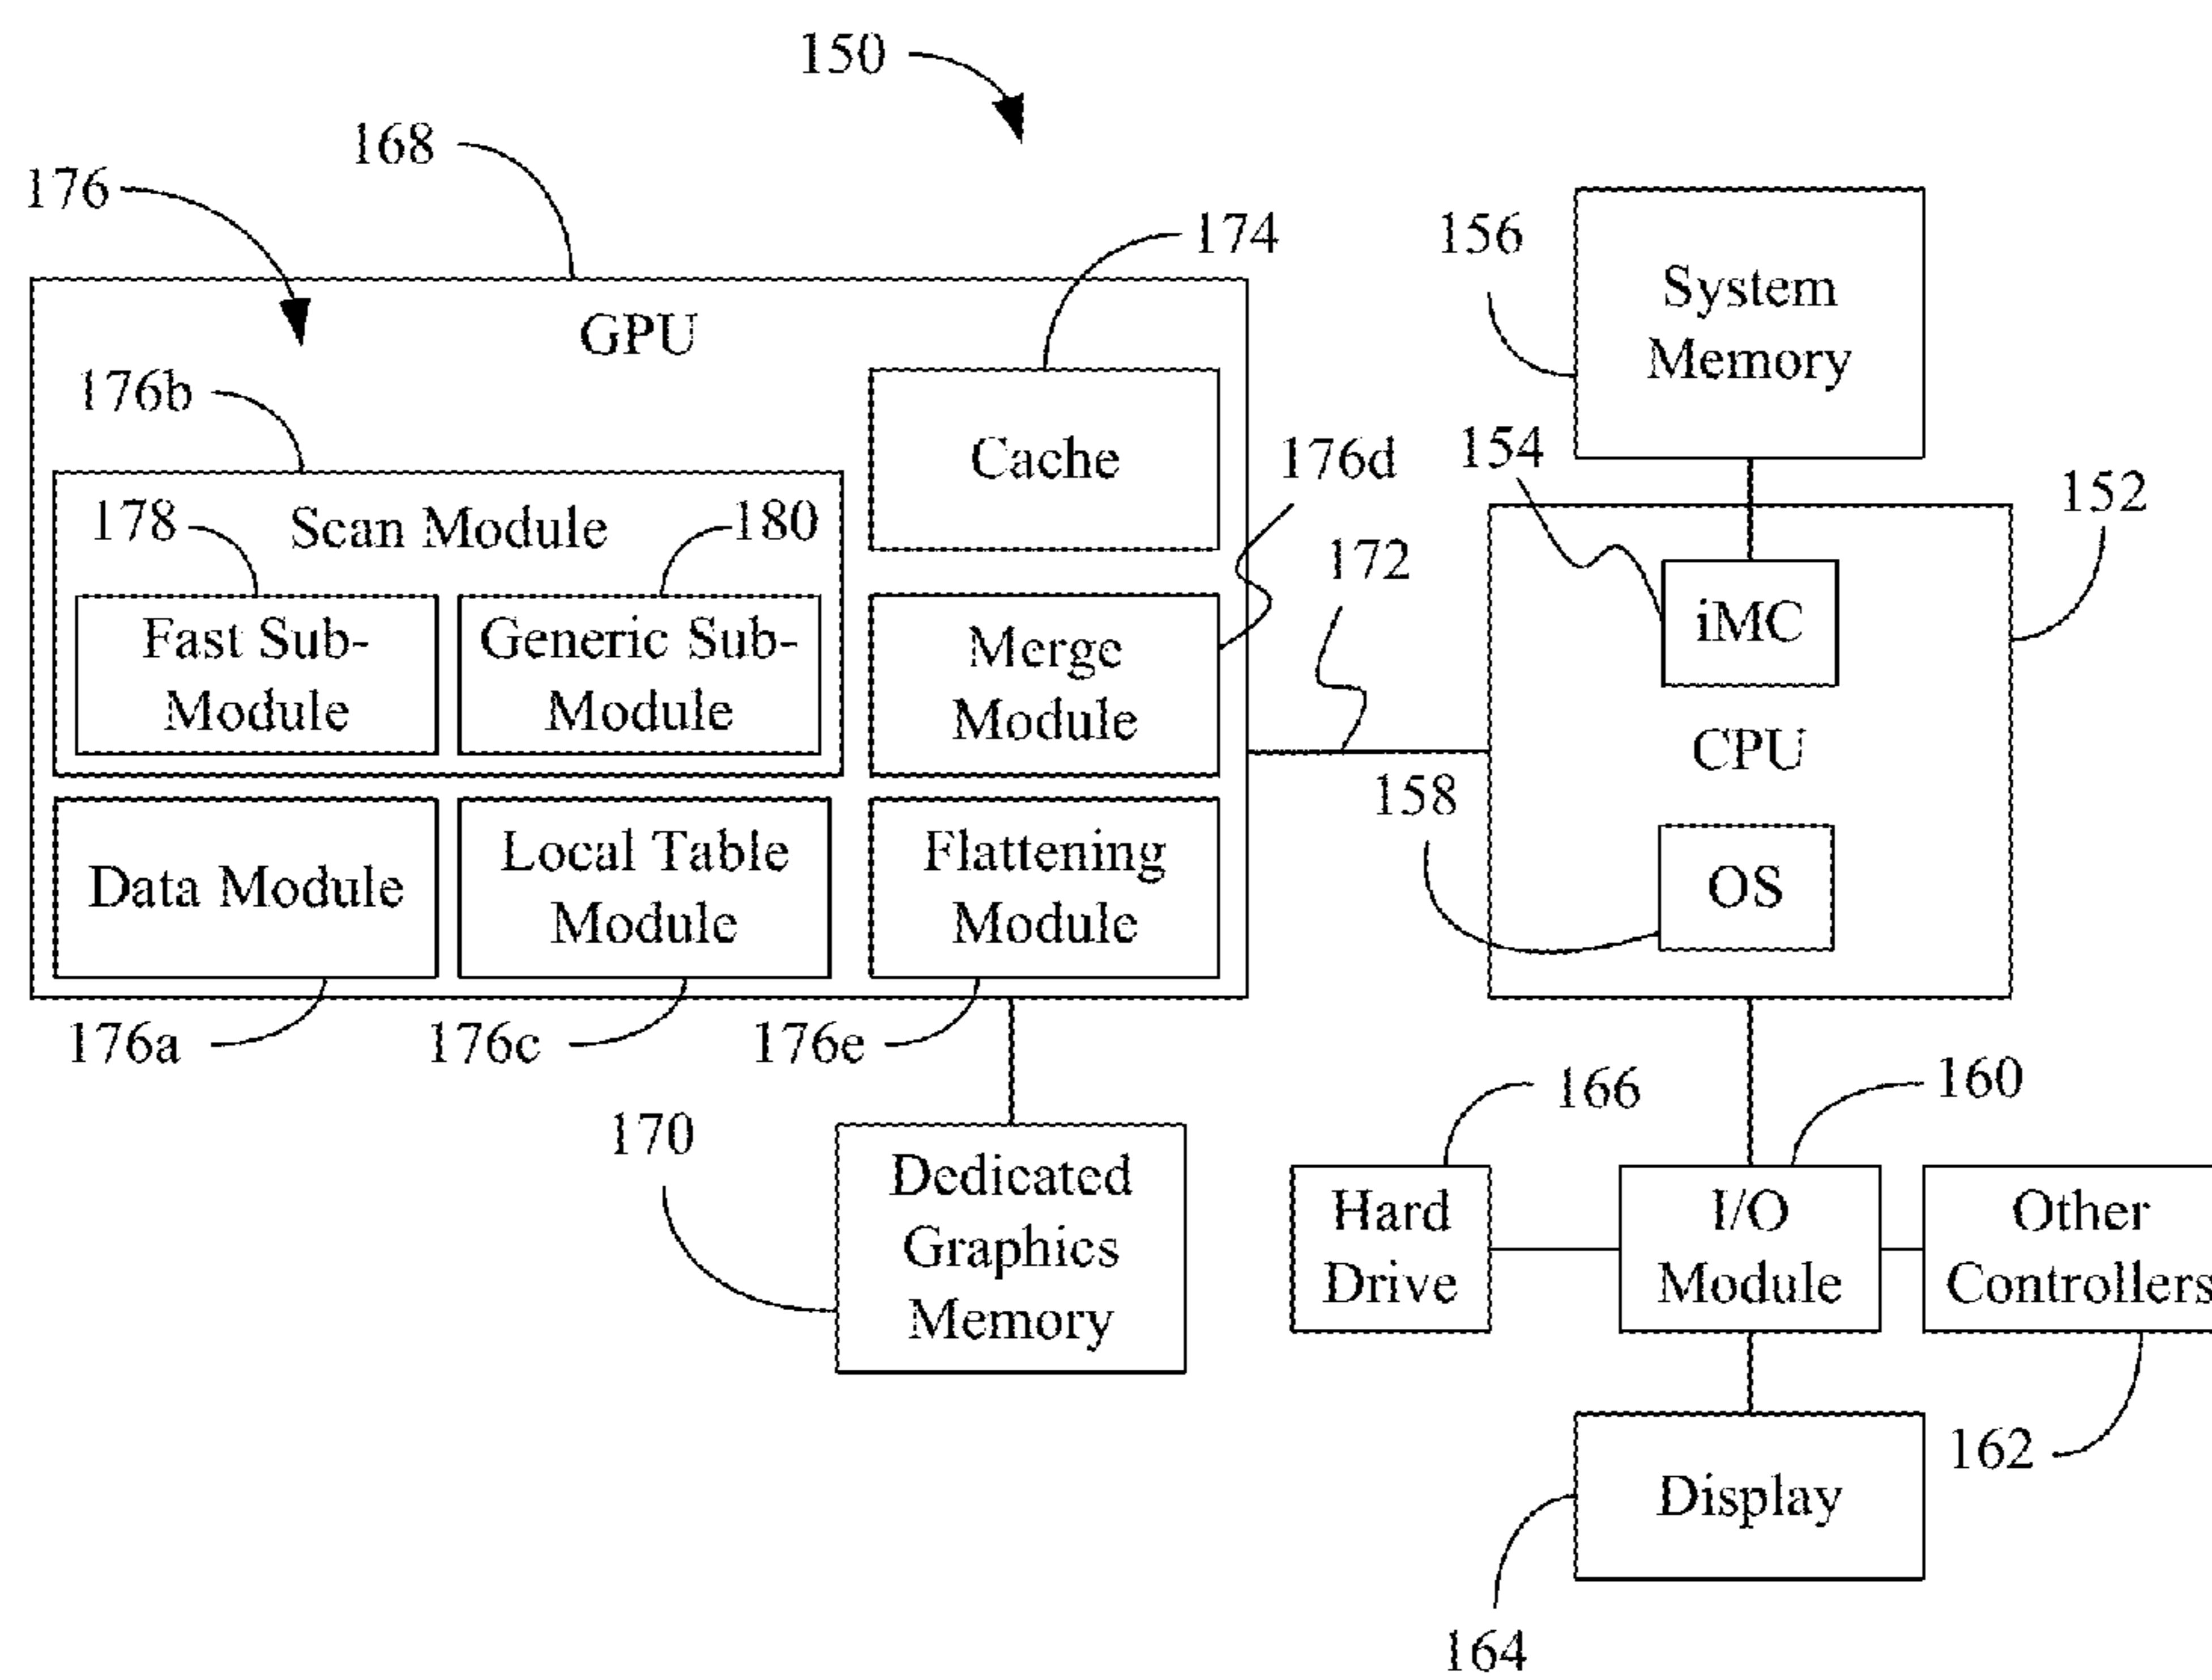 150
168
176
174
156
System
Memory
GPU
176b
Cache
176d
154
152
178
Scan Module
180
172
iMC
Fast Sub-
Module
Generic Sub-
Module
Merge
Module
CPU
158
Data Module
Local Table
Module
Flattening
Module
OS
176a
176c
176e
166
160
170
Dedicated
Graphics
Memory
Hard
Drive
I/O
Module
Other
Controllers
162
Display
164